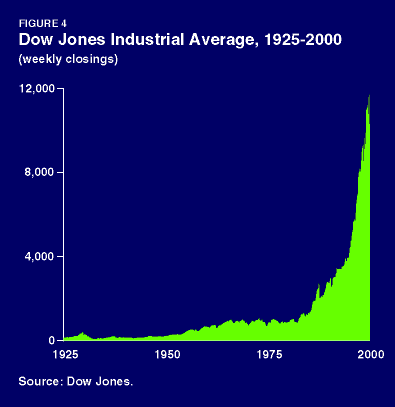 FIGURE 4
Dow Jones Industrial Average, 1925-2000
(weekly closings)
12,000
8,000
4,000
0
1925 1950 1975 2000
Source: Dow Jones.